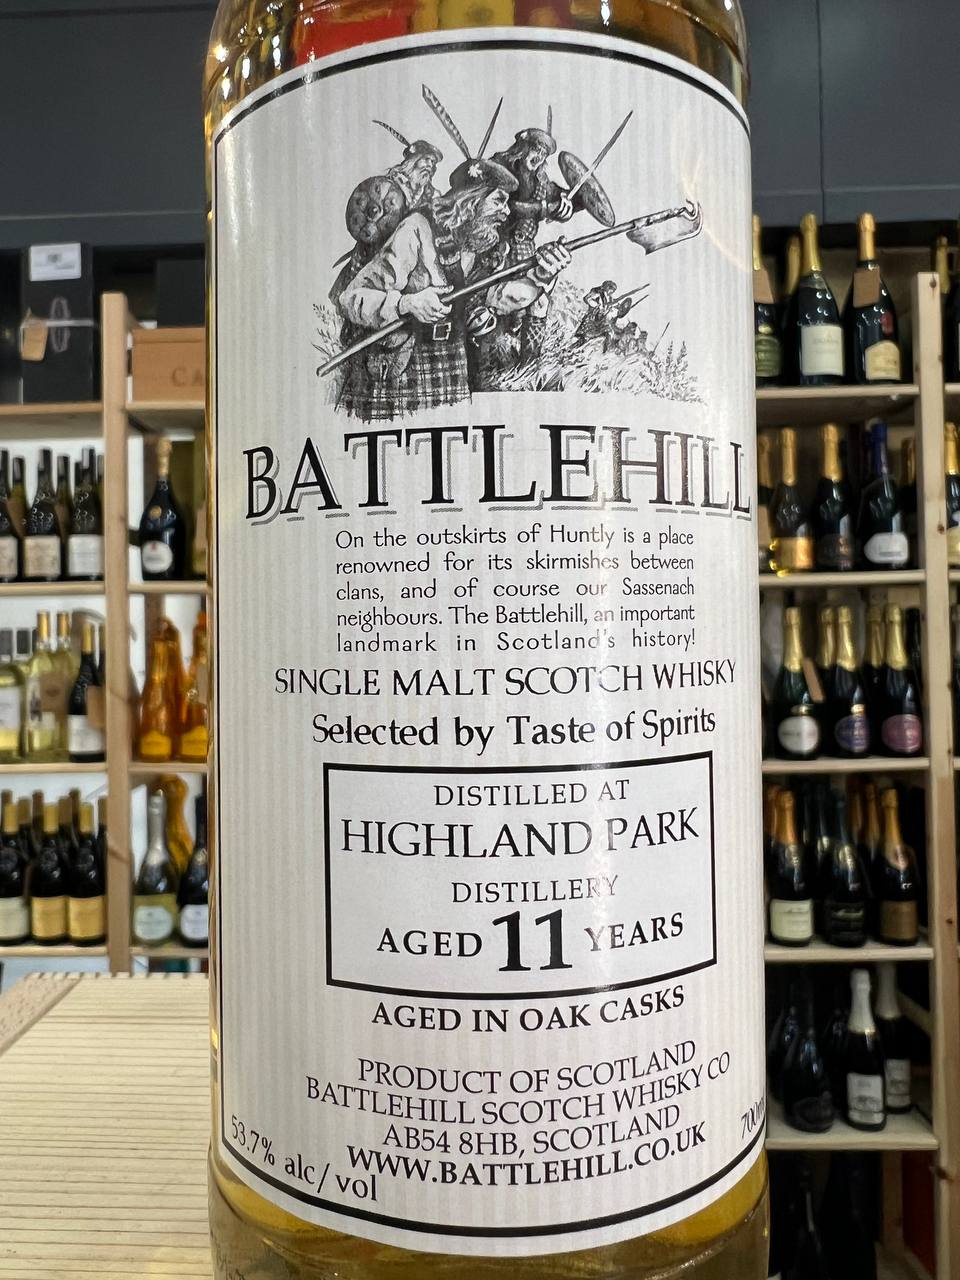 BATTLEHILL
On the outskirts of Huntly is a place
renowned for its skirmishes between
clans, and of course our Sassenach
neighbours. The Battlehill, an important
landmark in Scotland's history!
SINGLE MALT SCOTCH WHISKY
Selected by Taste of Spirits
DISTILLED AT
HIGHLAND PARK
DISTILLERY
AGED 11 YEARS
AGED IN OAK CASKS
PRODUCT OF SCOTLAND
BATTLEHILL SCOTCH WHISKY CO
AB54 8HB, SCOTLAND
WWW.BATTLEHILL.CO.UK
53.7% alc/vol